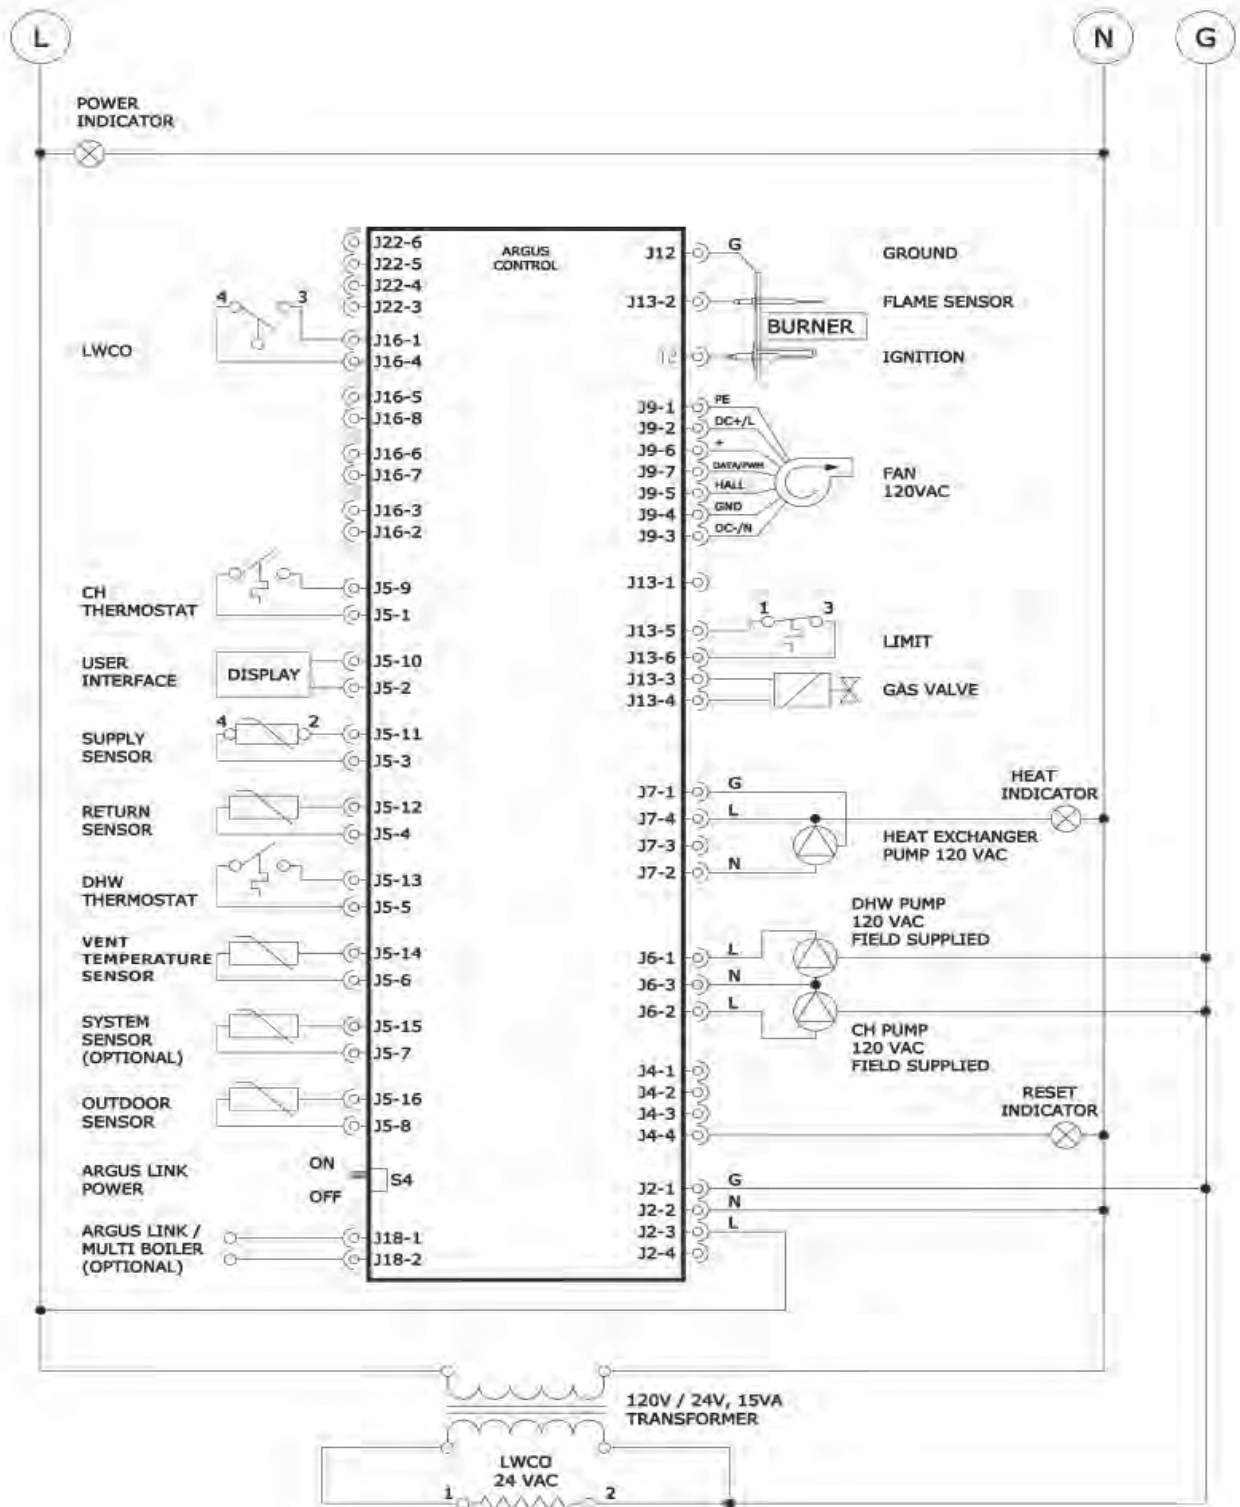 L
N
G
POWER
INDICATOR
ARGUS
CONTROL
J22-6
J22-5
J22-4
J22-3
4
3
LWCO
J16-1
J16-4
J16-5
J16-8
J16-6
J16-7
J16-3
J16-2
CH
THERMOSTAT
J5-9
J5-1
USER
INTERFACE
DISPLAY
J5-10
J5-2
SUPPLY
SENSOR
4
2
J5-11
J5-3
RETURN
SENSOR
J5-12
J5-4
DHW
THERMOSTAT
J5-13
J5-5
VENT
TEMPERATURE
SENSOR
J5-14
J5-6
SYSTEM
SENSOR
(OPTIONAL)
J5-15
J5-7
OUTDOOR
SENSOR
J5-16
J5-8
ARGUS LINK
POWER
ON
OFF
S4
ARGUS LINK /
MULTI BOILER
(OPTIONAL)
J18-1
J18-2
J12
G
GROUND
J13-2
FLAME SENSOR
BURNER
IGNITION
J9-1
PE
J9-2
DC+/L
J9-6
+
J9-7
DATA/PWM
J9-5
HALL
J9-4
GND
J9-3
DC-/N
FAN
120VAC
J13-1
J13-5
1
3
J13-6
LIMIT
J13-3
J13-4
GAS VALVE
J7-1
G
J7-4
L
J7-3
J7-2
N
HEAT
INDICATOR
HEAT EXCHANGER
PUMP 120 VAC
DHW PUMP
120 VAC
FIELD SUPPLIED
J6-1
L
J6-3
N
J6-2
L
CH PUMP
120 VAC
FIELD SUPPLIED
J4-1
J4-2
J4-3
J4-4
RESET
INDICATOR
J2-1
G
J2-2
N
J2-3
L
J2-4
120V / 24V, 15VA
TRANSFORMER
LWCO
24 VAC
1
2